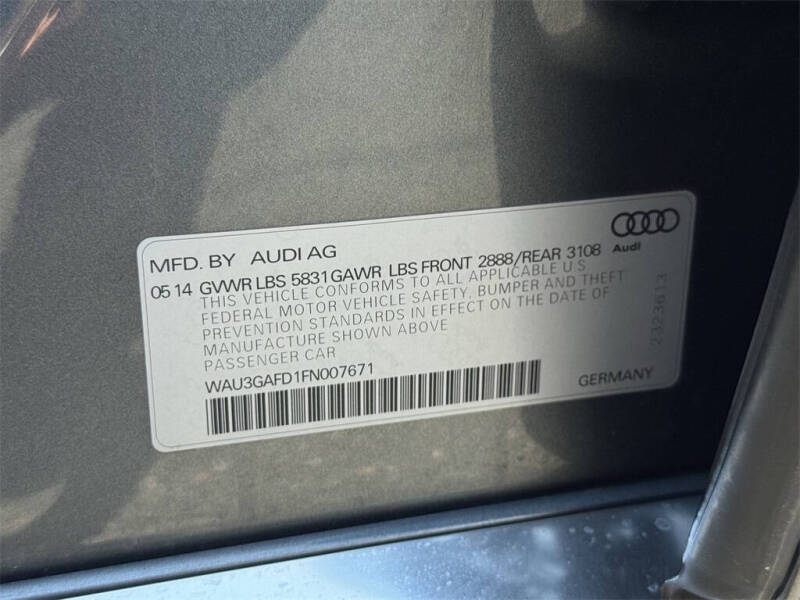 MFD. BY AUDI AG
Audi
05 14 GVWR LBS 5831 GAWR LBS FRONT 2888/REAR 3108
THIS VEHICLE CONFORMS TO ALL APPLICABLE U.S
FEDERAL MOTOR VEHICLE SAFETY, BUMPER AND THEFT
PREVENTION STANDARDS IN EFFECT ON THE DATE OF
MANUFACTURE SHOWN ABOVE
PASSENGER CAR
2323613
WAU3GAFD1FN007671
GERMANY